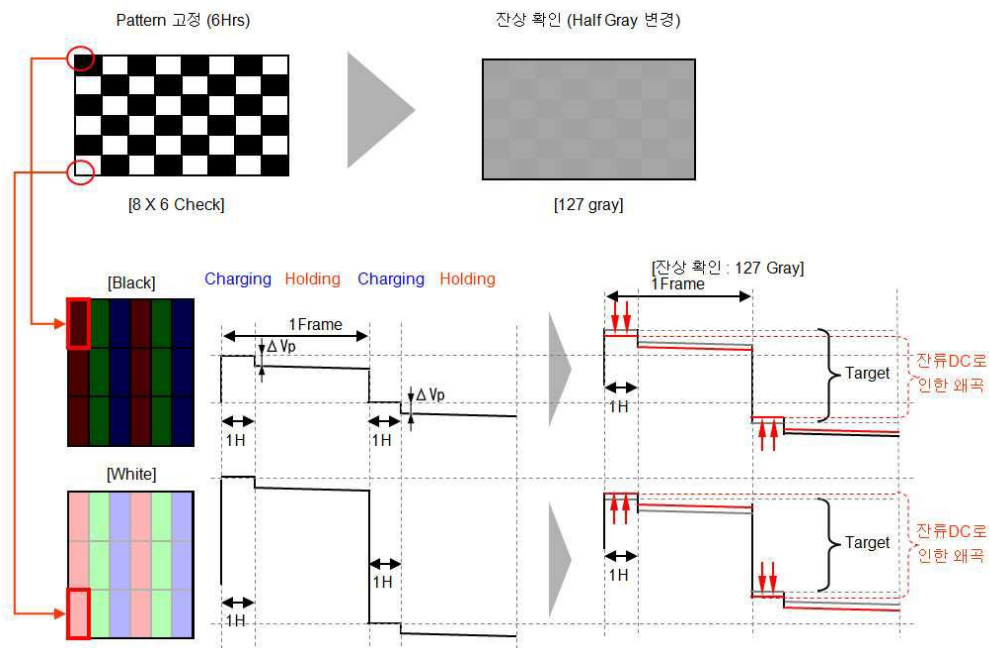 Pattern 고정 (6Hrs)
잔상 확인 (Half Gray 변경)
[8 X 6 Check]
[127 gray]
[Black]
Charging Holding Charging Holding
[잔상 확인 : 127 Gray]
1Frame
1Frame
Δ Vp
Δ Vp
1H
1H
1H
Target
잔류DC로
인한 왜곡
[White]
1H
1H
1H
Target
잔류DC로
인한 왜곡